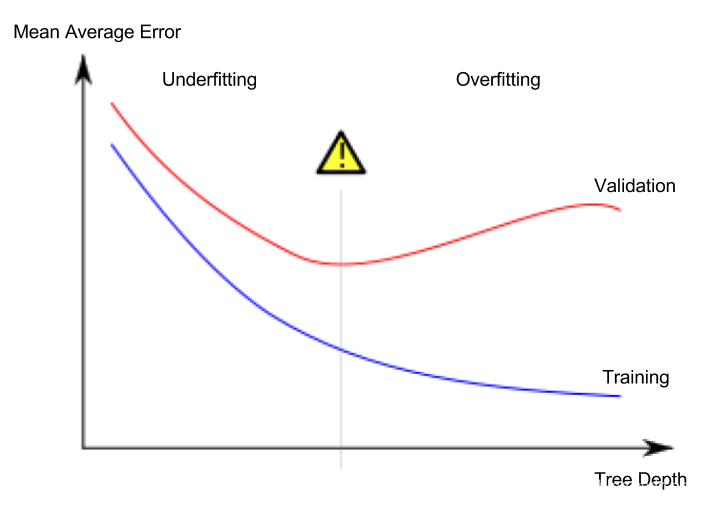 Mean Average Error
Underfitting
Overfitting
!
Validation
Training
Tree Depth